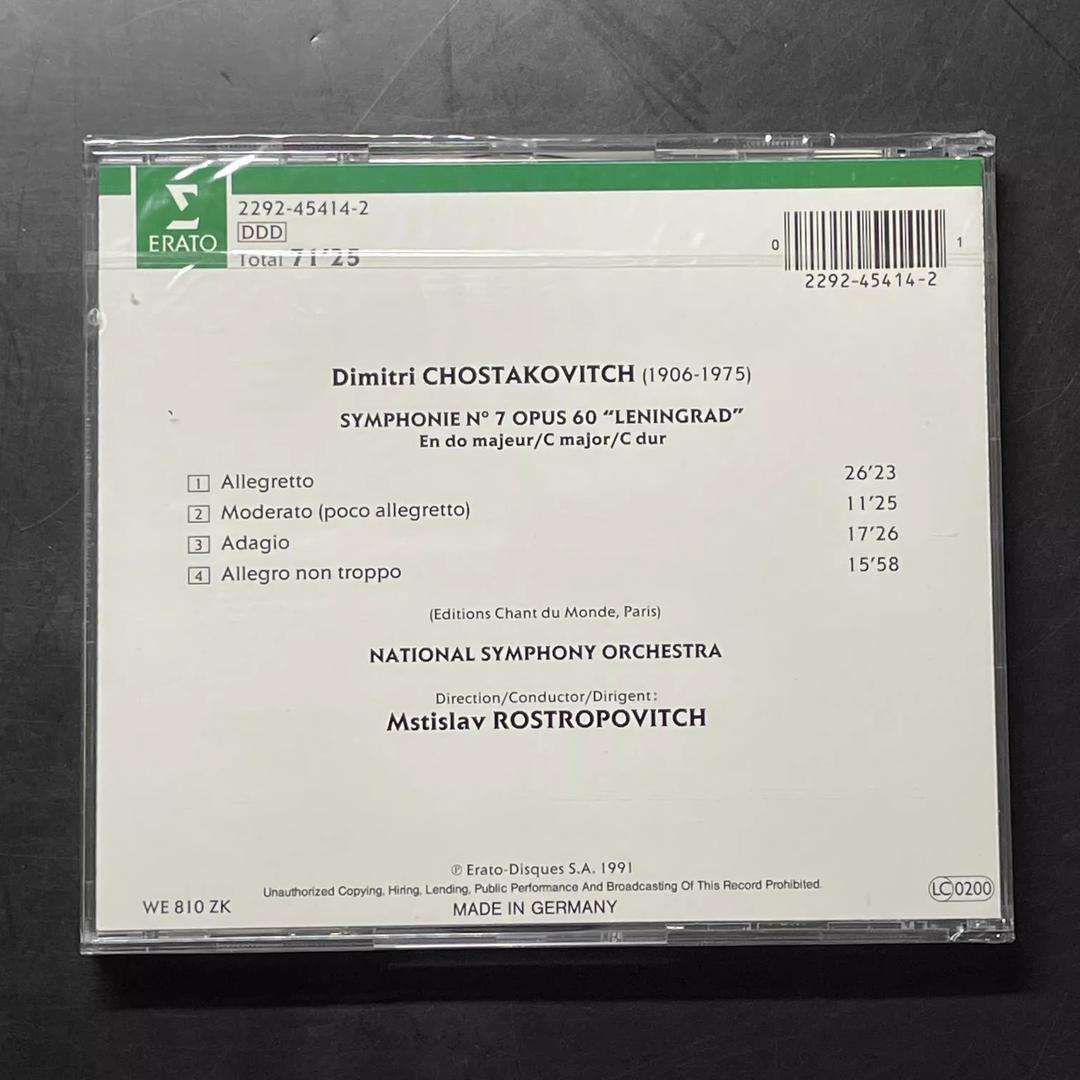 ERATO
2292-45414-2
DDD
Total 71'25
0 1
2292-45414-2
Dimitri CHOSTAKOVITCH (1906-1975)
SYMPHONIE N° 7 OPUS 60 “LENINGRAD”
En do majeur/C major/C dur
1 Allegretto 26'23
2 Moderato (poco allegretto) 11'25
3 Adagio 17'26
4 Allegro non troppo 15'58
(Editions Chant du Monde, Paris)
NATIONAL SYMPHONY ORCHESTRA
Direction/Conductor/Dirigent:
Mstislav ROSTROPOVITCH
℗ Erato-Disques S.A. 1991
Unauthorized Copying, Hiring, Lending, Public Performance And Broadcasting Of This Record Prohibited.
WE 810 ZK
MADE IN GERMANY
LC 0200